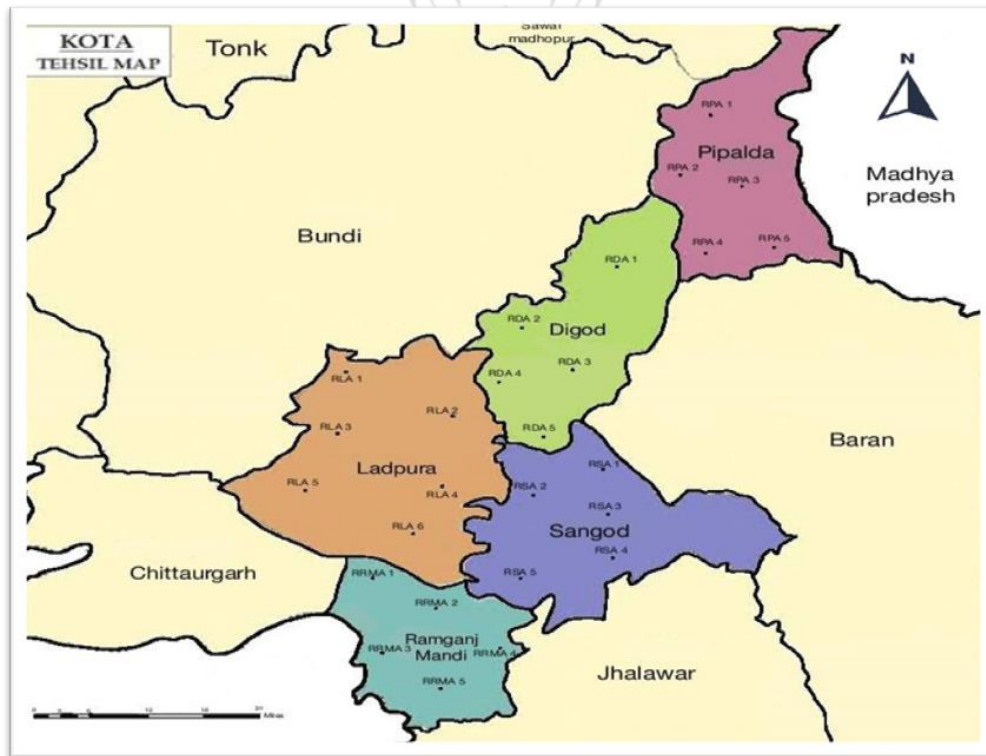 KOTA
TEHSIL MAP
Tonk
Sawai
madhopur
N
RPA 1
Pipalda
RPA 2
RPA 3
Madhya
pradesh
RPA 4
RPA 5
Bundi
RDA 1
RDA 2
Digod
RDA 3
RDA 4
RDA 5
RLA 1
RLA 2
RLA 3
Ladpura
RLA 5
RLA 4
RLA 6
Baran
RSA 1
RSA 2
RSA 3
Sangod
RSA 4
RSA 5
Chittaurgarh
RRMA 1
RRMA 2
Ramganj
Mandi
RRMA 3
RRMA 4
RRMA 5
Jhalawar
Miles